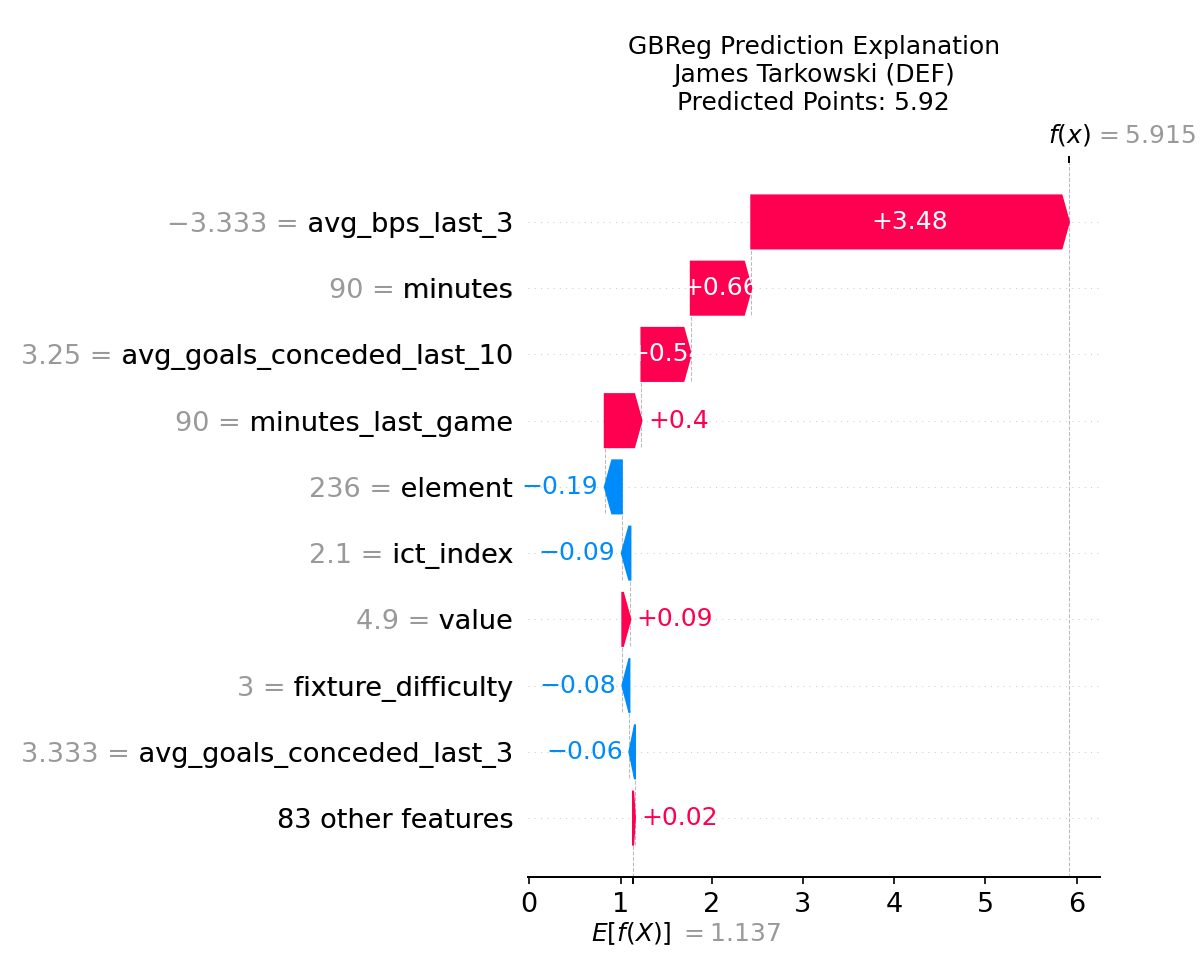 GBReg Prediction Explanation
James Tarkowski (DEF)
Predicted Points: 5.92
f(x) = 5.915
−3.333 = avg_bps_last_3
+3.48
90 = minutes
+0.66
3.25 = avg_goals_conceded_last_10
90 = minutes_last_game
+0.4
236 = element
−0.19
2.1 = ict_index
−0.09
4.9 = value
+0.09
3 = fixture_difficulty
−0.08
3.333 = avg_goals_conceded_last_3
−0.06
83 other features
+0.02
0 1 2 3 4 5 6
E[f(X)] = 1.137